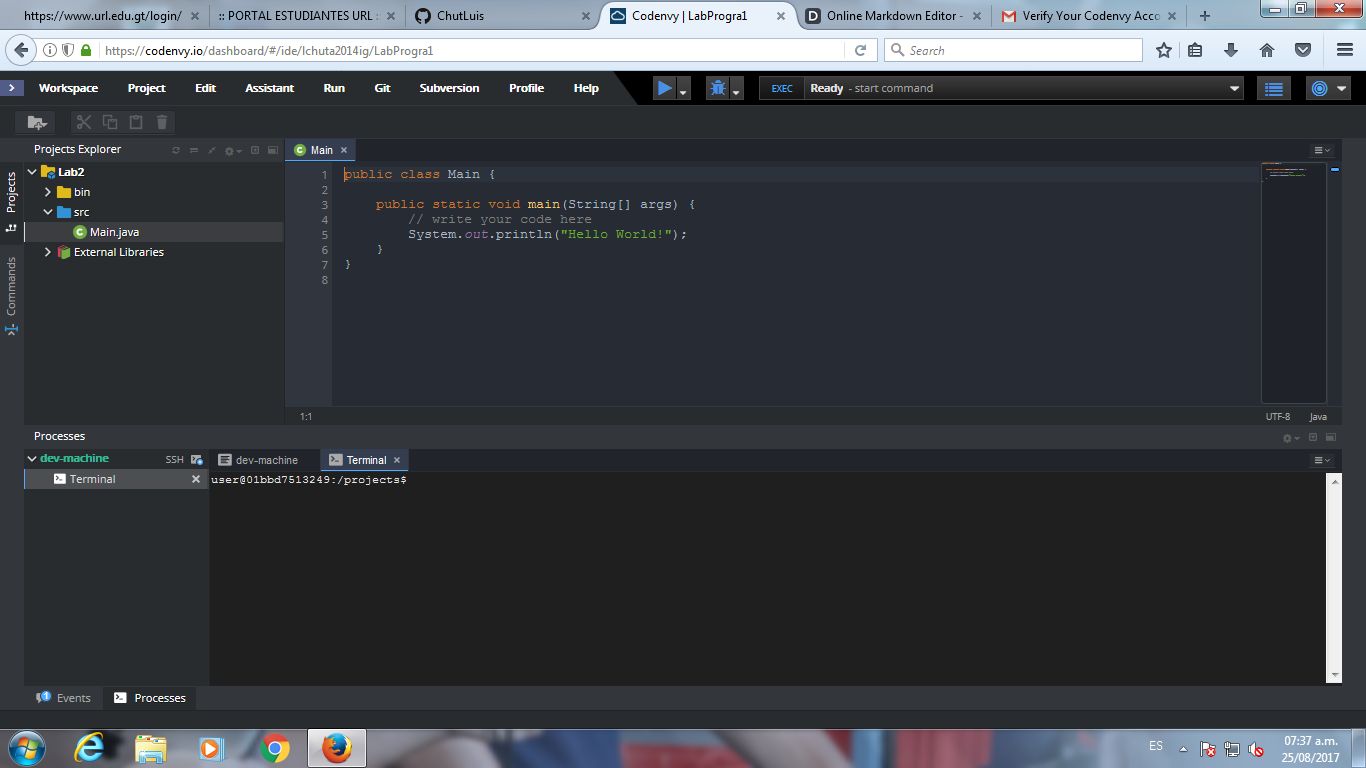 https://www.url.edu.gt/login/
:: PORTAL ESTUDIANTES URL :
ChutLuis
Codenvy | LabProgra1
Online Markdown Editor -
Verify Your Codenvy Acco
https://codenvy.io/dashboard/#/ide/lchuta2014ig/LabProgra1
Search
Workspace Project Edit Assistant Run Git Subversion Profile Help
EXEC Ready - start command
Projects Explorer
Projects
Commands
Lab2
bin
src
Main.java
External Libraries
Main
1 public class Main {
2
3 public static void main(String[] args) {
4 // write your code here
5 System.out.println("Hello World!");
6 }
7 }
8
1:1 UTF-8 Java
Processes
dev-machine SSH
Terminal
dev-machine Terminal
user@01bbd7513249:/projects$
1 Events Processes
ES
07:37 a.m.
25/08/2017